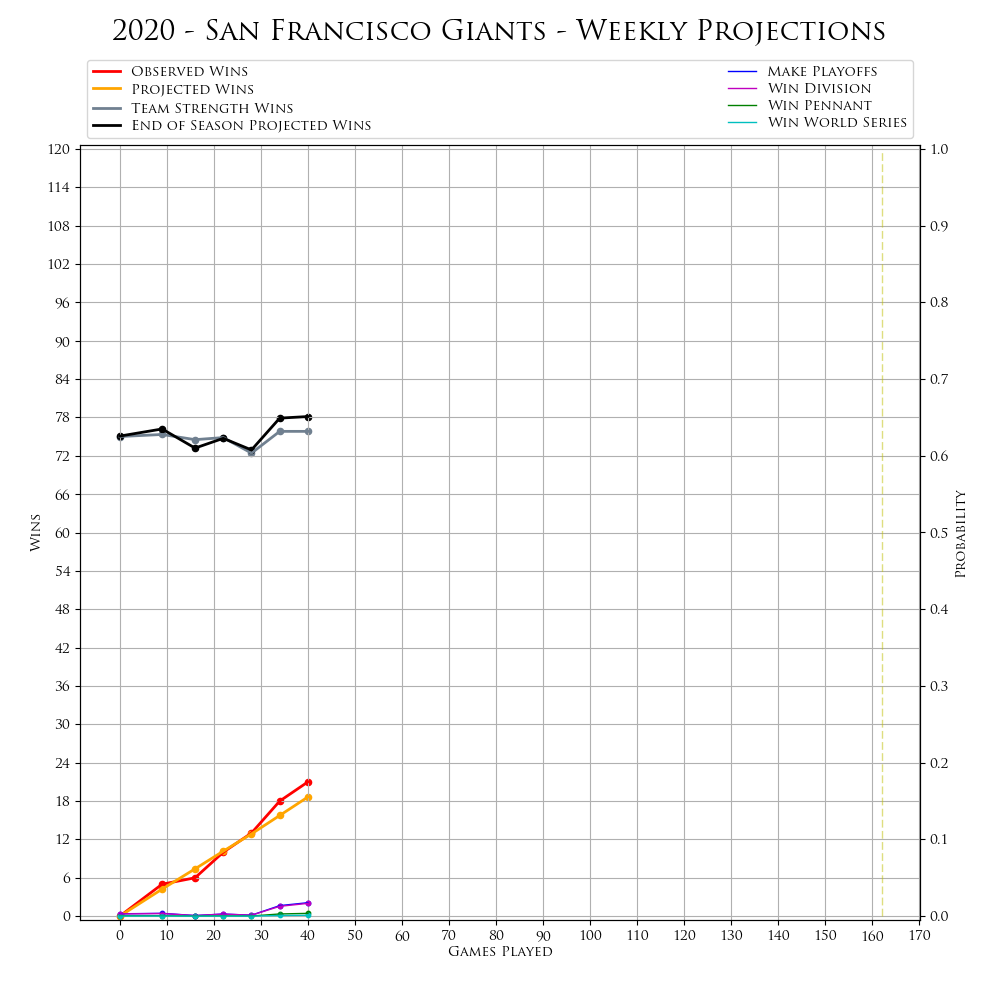 2020 - San Francisco Giants - Weekly Projections
Observed Wins
Projected Wins
Team Strength Wins
End of Season Projected Wins
Make Playoffs
Win Division
Win Pennant
Win World Series
120
114
108
102
96
90
84
78
72
66
60
54
48
42
36
30
24
18
12
6
0
Wins
1.0
0.9
0.8
0.7
0.6
0.5
0.4
0.3
0.2
0.1
0.0
Probability
0 10 20 30 40 50 60 70 80 90 100 110 120 130 140 150 160 170
Games Played